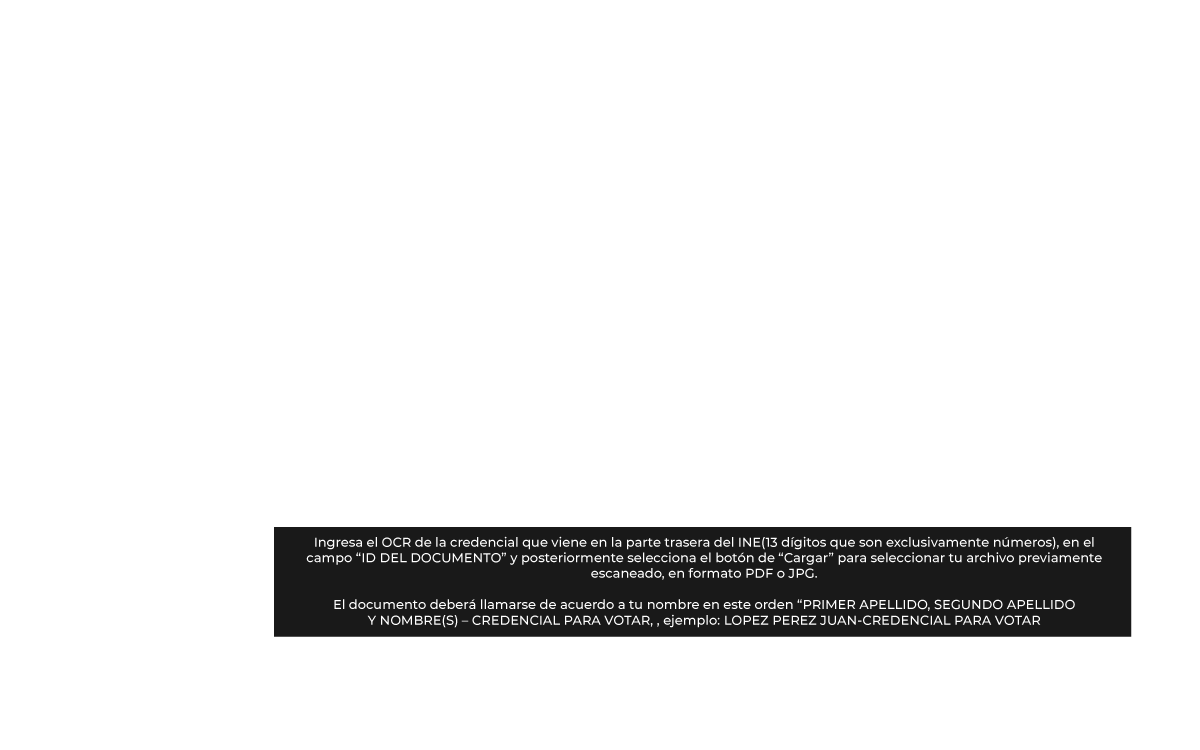 Ingresa el OCR de la credencial que viene en la parte trasera del INE(13 dígitos que son exclusivamente números), en el
campo “ID DEL DOCUMENTO” y posteriormente selecciona el botón de “Cargar” para seleccionar tu archivo previamente
escaneado, en formato PDF o JPG.
El documento deberá llamarse de acuerdo a tu nombre en este orden “PRIMER APELLIDO, SEGUNDO APELLIDO
Y NOMBRE(S) – CREDENCIAL PARA VOTAR, , ejemplo: LOPEZ PEREZ JUAN-CREDENCIAL PARA VOTAR